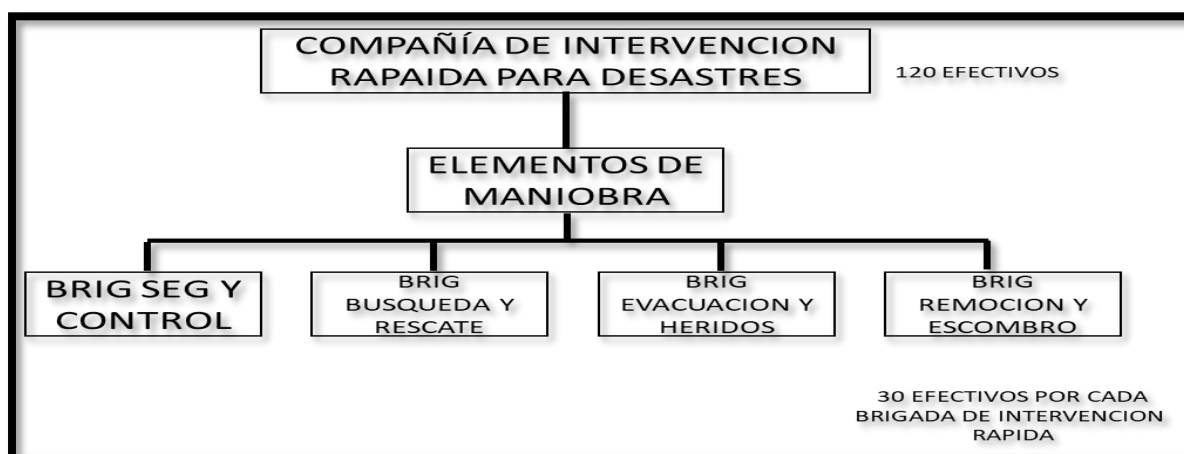 COMPAÑÍA DE INTERVENCION
RAPAIDA PARA DESASTRES
120 EFECTIVOS
ELEMENTOS DE
MANIOBRA
BRIG SEG Y
CONTROL
BRIG
BUSQUEDA Y
RESCATE
BRIG
EVACUACION Y
HERIDOS
BRIG
REMOCION Y
ESCOMBRO
30 EFECTIVOS POR CADA
BRIGADA DE INTERVENCION
RAPIDA